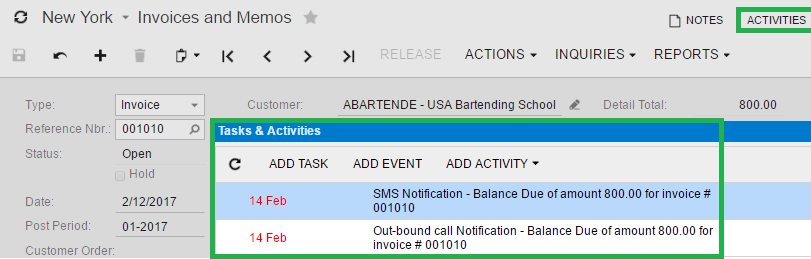 New York Invoices and Memos NOTES ACTIVITIES
RELEASE ACTIONS INQUIRIES REPORTS
Type: Invoice Customer: ABARTENDE - USA Bartending School Detail Total: 800.00
Reference Nbr.: 001010 Tasks & Activities
Status: Open ADD TASK ADD EVENT ADD ACTIVITY
Hold
Date: 2/12/2017 14 Feb SMS Notification - Balance Due of amount 800.00 for invoice #
001010
Post Period: 01-2017 14 Feb Out-bound call Notification - Balance Due of amount 800.00 for
invoice # 001010
Customer Order: